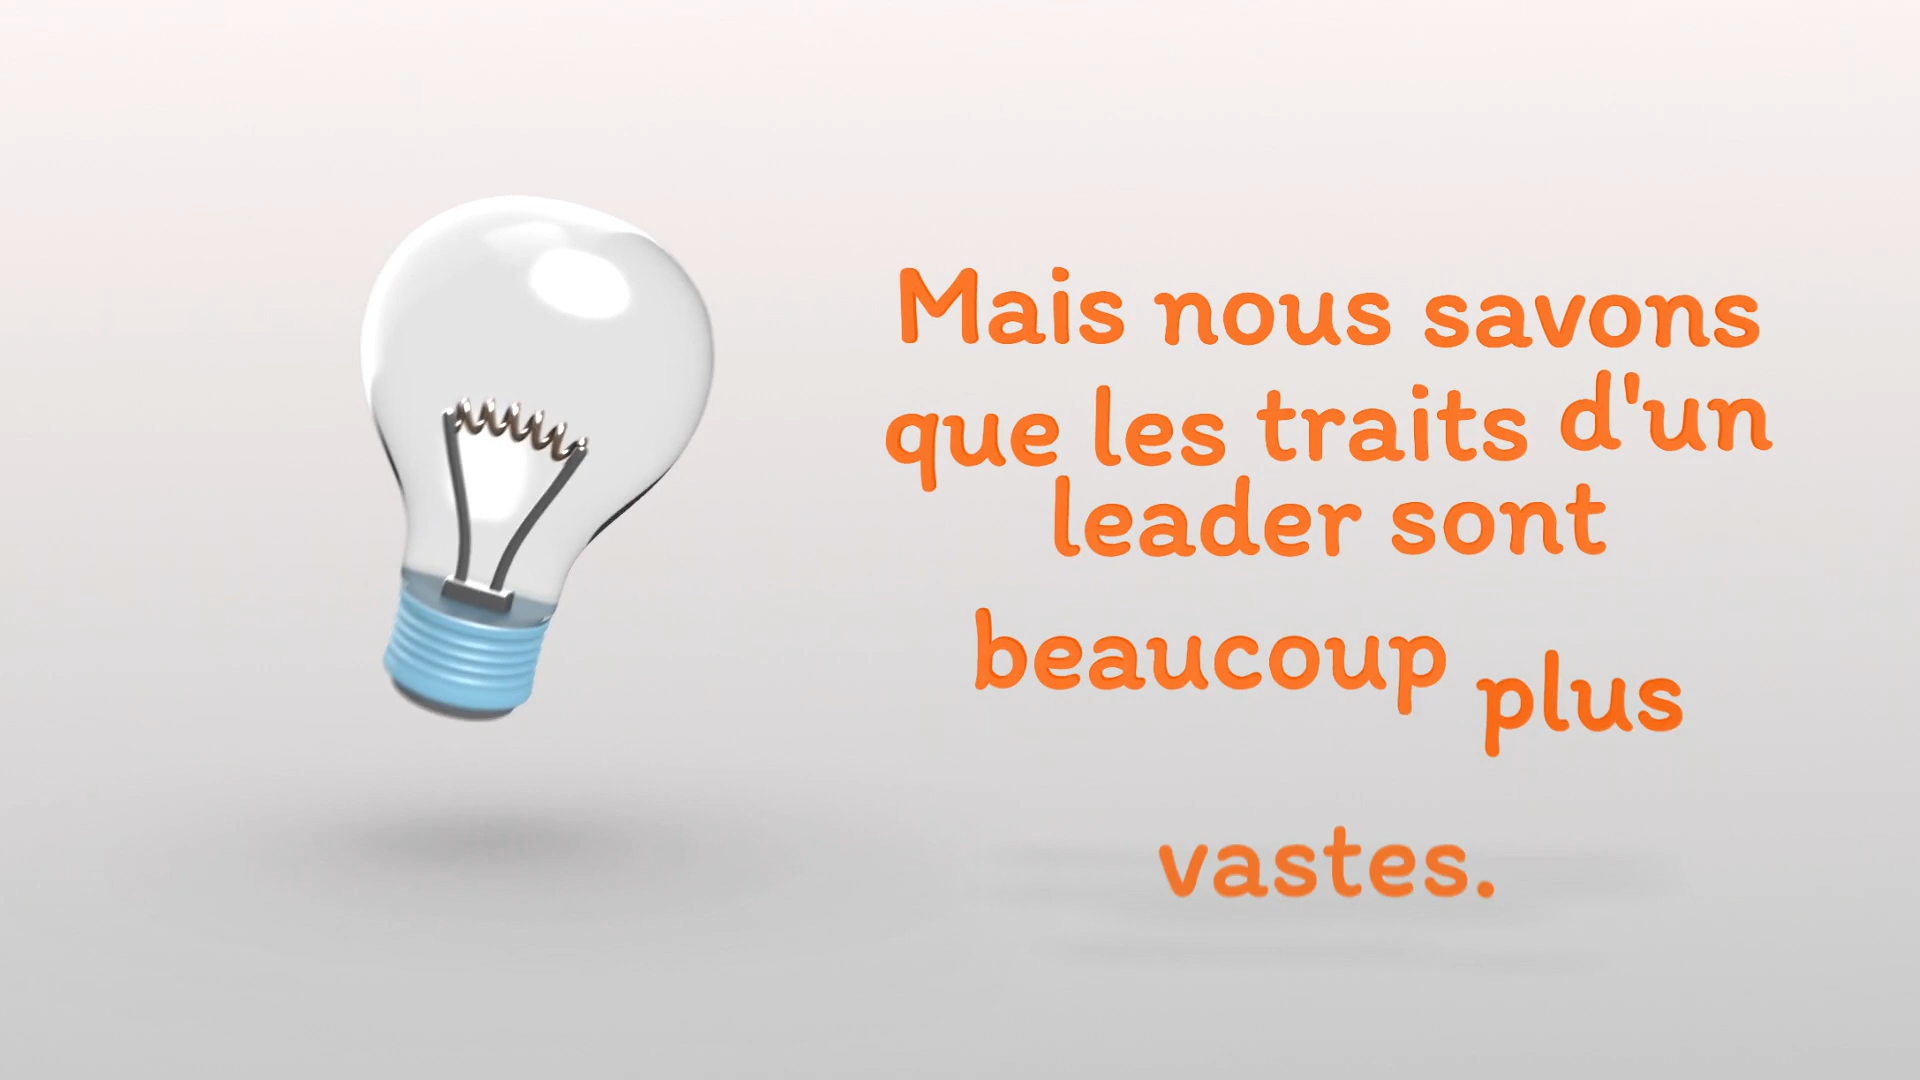 Mais nous savons
que les traits d'un
leader sont
beaucoup plus
vastes.